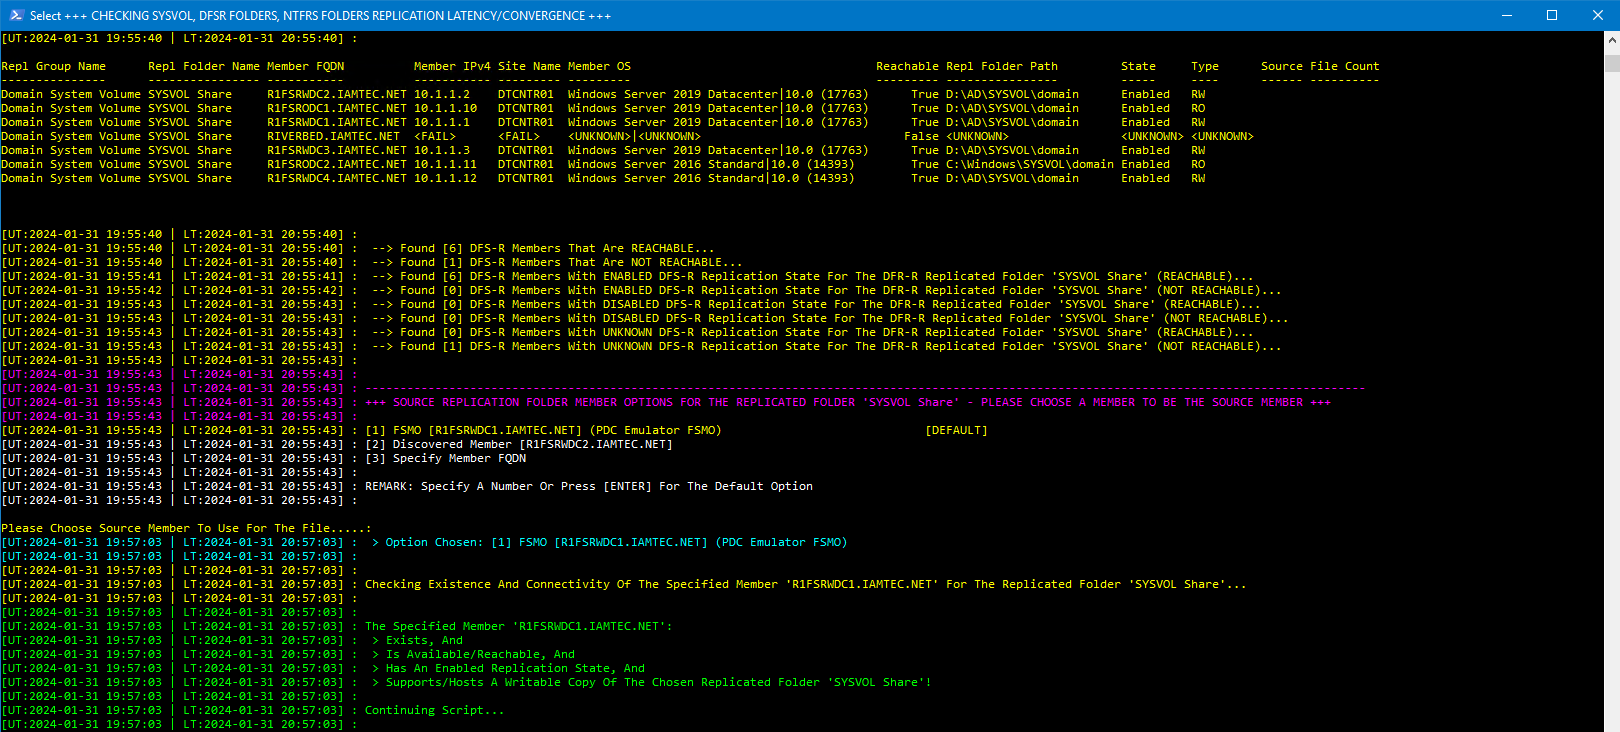 Select +++ CHECKING SYSVOL, DFSR FOLDERS, NTFRS FOLDERS REPLICATION LATENCY/CONVERGENCE +++
[UT:2024-01-31 19:55:40 | LT:2024-01-31 20:55:40] :
Repl Group Name      Repl Folder Name Member FQDN          Member IPv4 Site Name Member OS                                   Reachable Repl Folder Path         State     Type      Source File Count
---------------      ---------------- -----------          ----------- --------- ---------                                   --------- ----------------         -----     ----      ------ ----------
Domain System Volume SYSVOL Share     R1FSRWDC2.IAMTEC.NET 10.1.1.2    DTCNTR01  Windows Server 2019 Datacenter|10.0 (17763)      True D:\AD\SYSVOL\domain      Enabled   RW
Domain System Volume SYSVOL Share     R1FSRODC1.IAMTEC.NET 10.1.1.10   DTCNTR01  Windows Server 2019 Datacenter|10.0 (17763)      True D:\AD\SYSVOL\domain      Enabled   RO
Domain System Volume SYSVOL Share     R1FSRWDC1.IAMTEC.NET 10.1.1.1    DTCNTR01  Windows Server 2019 Datacenter|10.0 (17763)      True D:\AD\SYSVOL\domain      Enabled   RW
Domain System Volume SYSVOL Share     RIVERBED.IAMTEC.NET  <FAIL>      <FAIL>    <UNKNOWN>|<UNKNOWN>                             False <UNKNOWN>                <UNKNOWN> <UNKNOWN>
Domain System Volume SYSVOL Share     R1FSRWDC3.IAMTEC.NET 10.1.1.3    DTCNTR01  Windows Server 2019 Datacenter|10.0 (17763)      True D:\AD\SYSVOL\domain      Enabled   RW
Domain System Volume SYSVOL Share     R1FSRODC2.IAMTEC.NET 10.1.1.11   DTCNTR01  Windows Server 2016 Standard|10.0 (14393)        True C:\Windows\SYSVOL\domain Enabled   RO
Domain System Volume SYSVOL Share     R1FSRWDC4.IAMTEC.NET 10.1.1.12   DTCNTR01  Windows Server 2016 Standard|10.0 (14393)        True D:\AD\SYSVOL\domain      Enabled   RW
[UT:2024-01-31 19:55:40 | LT:2024-01-31 20:55:40] :
[UT:2024-01-31 19:55:40 | LT:2024-01-31 20:55:40] :  --> Found [6] DFS-R Members That Are REACHABLE...
[UT:2024-01-31 19:55:40 | LT:2024-01-31 20:55:40] :  --> Found [1] DFS-R Members That Are NOT REACHABLE...
[UT:2024-01-31 19:55:41 | LT:2024-01-31 20:55:41] :  --> Found [6] DFS-R Members With ENABLED DFS-R Replication State For The DFR-R Replicated Folder 'SYSVOL Share' (REACHABLE)...
[UT:2024-01-31 19:55:42 | LT:2024-01-31 20:55:42] :  --> Found [0] DFS-R Members With ENABLED DFS-R Replication State For The DFR-R Replicated Folder 'SYSVOL Share' (NOT REACHABLE)...
[UT:2024-01-31 19:55:43 | LT:2024-01-31 20:55:43] :  --> Found [0] DFS-R Members With DISABLED DFS-R Replication State For The DFR-R Replicated Folder 'SYSVOL Share' (REACHABLE)...
[UT:2024-01-31 19:55:43 | LT:2024-01-31 20:55:43] :  --> Found [0] DFS-R Members With DISABLED DFS-R Replication State For The DFR-R Replicated Folder 'SYSVOL Share' (NOT REACHABLE)...
[UT:2024-01-31 19:55:43 | LT:2024-01-31 20:55:43] :  --> Found [0] DFS-R Members With UNKNOWN DFS-R Replication State For The DFR-R Replicated Folder 'SYSVOL Share' (REACHABLE)...
[UT:2024-01-31 19:55:43 | LT:2024-01-31 20:55:43] :  --> Found [1] DFS-R Members With UNKNOWN DFS-R Replication State For The DFR-R Replicated Folder 'SYSVOL Share' (NOT REACHABLE)...
[UT:2024-01-31 19:55:43 | LT:2024-01-31 20:55:43] :
[UT:2024-01-31 19:55:43 | LT:2024-01-31 20:55:43] :
[UT:2024-01-31 19:55:43 | LT:2024-01-31 20:55:43] : -----------------------------------------------------------------------------------------------------------------------------------------------
[UT:2024-01-31 19:55:43 | LT:2024-01-31 20:55:43] : +++ SOURCE REPLICATION FOLDER MEMBER OPTIONS FOR THE REPLICATED FOLDER 'SYSVOL Share' - PLEASE CHOOSE A MEMBER TO BE THE SOURCE MEMBER +++
[UT:2024-01-31 19:55:43 | LT:2024-01-31 20:55:43] :
[UT:2024-01-31 19:55:43 | LT:2024-01-31 20:55:43] : [1] FSMO [R1FSRWDC1.IAMTEC.NET] (PDC Emulator FSMO)                             [DEFAULT]
[UT:2024-01-31 19:55:43 | LT:2024-01-31 20:55:43] : [2] Discovered Member [R1FSRWDC2.IAMTEC.NET]
[UT:2024-01-31 19:55:43 | LT:2024-01-31 20:55:43] : [3] Specify Member FQDN
[UT:2024-01-31 19:55:43 | LT:2024-01-31 20:55:43] :
[UT:2024-01-31 19:55:43 | LT:2024-01-31 20:55:43] : REMARK: Specify A Number Or Press [ENTER] For The Default Option
[UT:2024-01-31 19:55:43 | LT:2024-01-31 20:55:43] :
Please Choose Source Member To Use For The File.....:
[UT:2024-01-31 19:57:03 | LT:2024-01-31 20:57:03] :  > Option Chosen: [1] FSMO [R1FSRWDC1.IAMTEC.NET] (PDC Emulator FSMO)
[UT:2024-01-31 19:57:03 | LT:2024-01-31 20:57:03] :
[UT:2024-01-31 19:57:03 | LT:2024-01-31 20:57:03] :
[UT:2024-01-31 19:57:03 | LT:2024-01-31 20:57:03] : Checking Existence And Connectivity Of The Specified Member 'R1FSRWDC1.IAMTEC.NET' For The Replicated Folder 'SYSVOL Share'...
[UT:2024-01-31 19:57:03 | LT:2024-01-31 20:57:03] :
[UT:2024-01-31 19:57:03 | LT:2024-01-31 20:57:03] :
[UT:2024-01-31 19:57:03 | LT:2024-01-31 20:57:03] : The Specified Member 'R1FSRWDC1.IAMTEC.NET':
[UT:2024-01-31 19:57:03 | LT:2024-01-31 20:57:03] :  > Exists, And
[UT:2024-01-31 19:57:03 | LT:2024-01-31 20:57:03] :  > Is Available/Reachable, And
[UT:2024-01-31 19:57:03 | LT:2024-01-31 20:57:03] :  > Has An Enabled Replication State, And
[UT:2024-01-31 19:57:03 | LT:2024-01-31 20:57:03] :  > Supports/Hosts A Writable Copy Of The Chosen Replicated Folder 'SYSVOL Share'!
[UT:2024-01-31 19:57:03 | LT:2024-01-31 20:57:03] :
[UT:2024-01-31 19:57:03 | LT:2024-01-31 20:57:03] : Continuing Script...
[UT:2024-01-31 19:57:03 | LT:2024-01-31 20:57:03] :